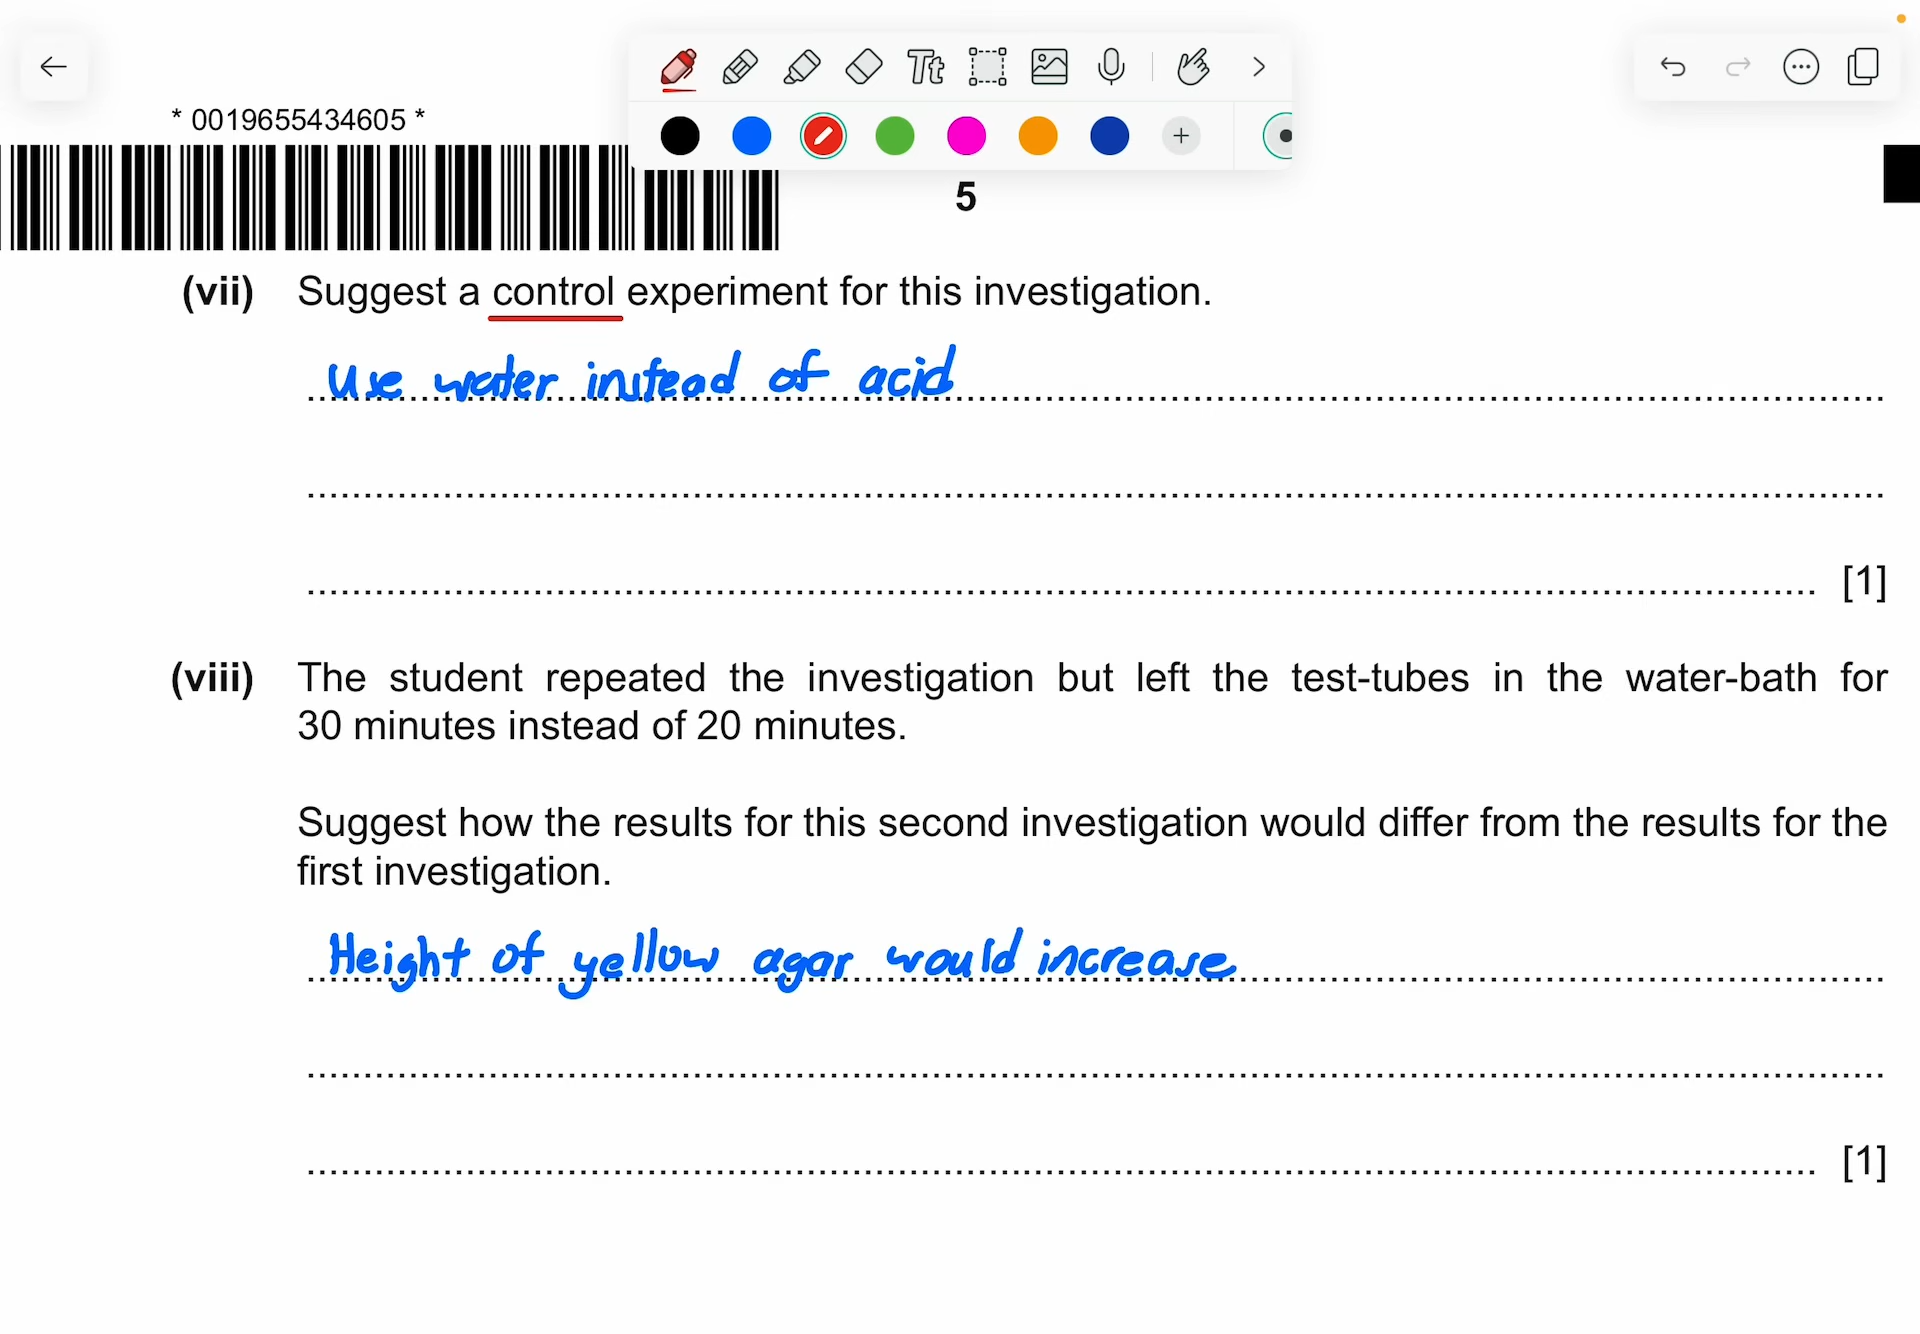 Tt
* 0019655434605 *
5
(vii) Suggest a control experiment for this investigation.
Use water instead of acid
[1]
(viii) The student repeated the investigation but left the test-tubes in the water-bath for
30 minutes instead of 20 minutes.
Suggest how the results for this second investigation would differ from the results for the
first investigation.
Height of yellow agar would increase
[1]